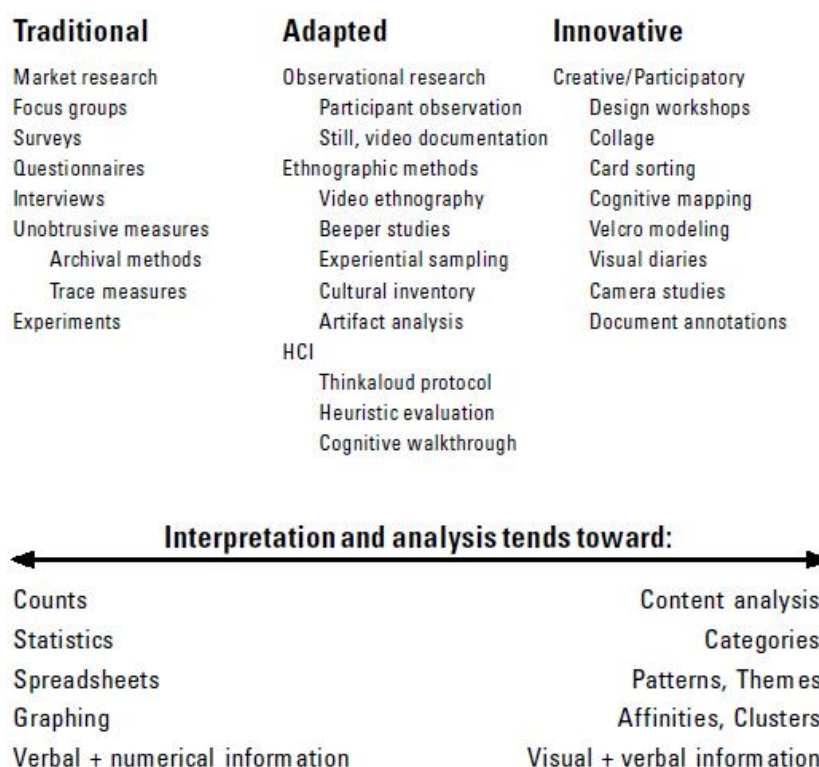 Traditional
Market research
Focus groups
Surveys
Questionnaires
Interviews
Unobtrusive measures
Archival methods
Trace measures
Experiments
Adapted
Observational research
Participant observation
Still, video documentation
Ethnographic methods
Video ethnography
Beeper studies
Experiential sampling
Cultural inventory
Artifact analysis
HCI
Thinkaloud protocol
Heuristic evaluation
Cognitive walkthrough
Innovative
Creative/Participatory
Design workshops
Collage
Card sorting
Cognitive mapping
Velcro modeling
Visual diaries
Camera studies
Document annotations
Interpretation and analysis tends toward:
Counts
Statistics
Spreadsheets
Graphing
Verbal + numerical information
Content analysis
Categories
Patterns, Themes
Affinities, Clusters
Visual + verbal information